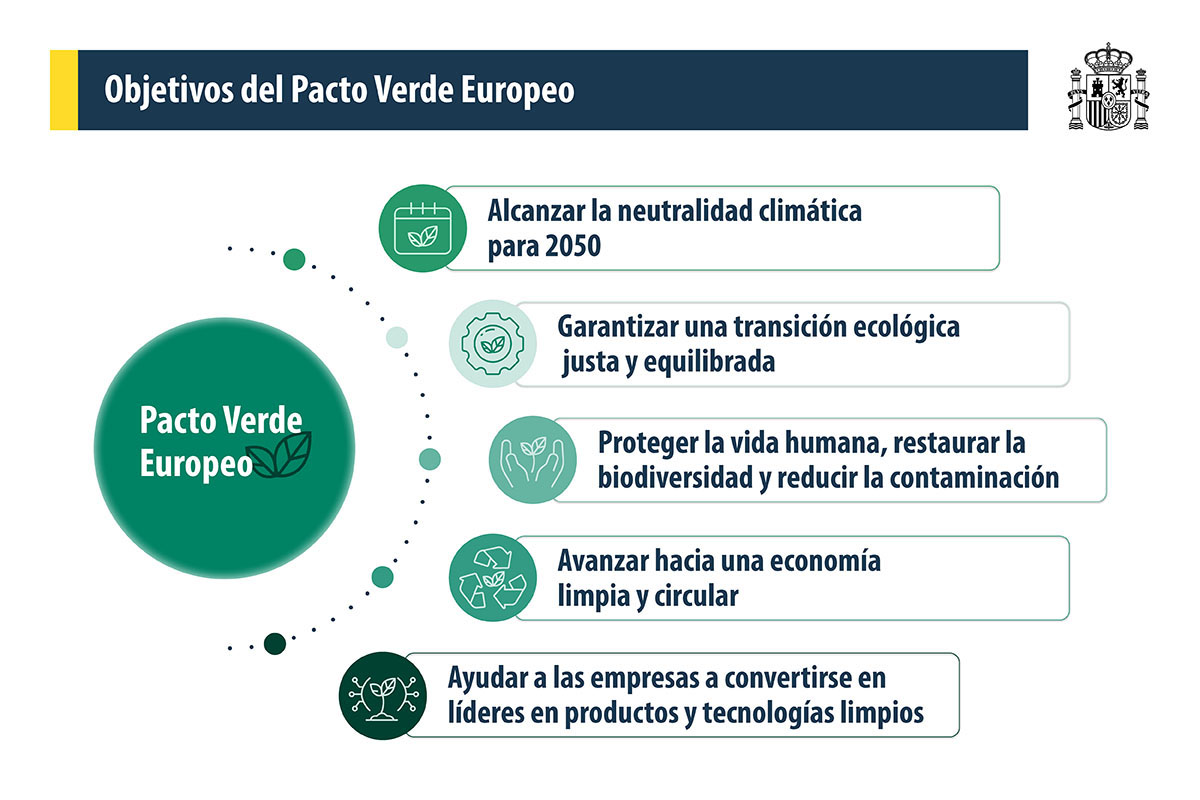 Objetivos del Pacto Verde Europeo
Alcanzar la neutralidad climática
para 2050
Garantizar una transición ecológica
justa y equilibrada
Pacto Verde
Europeo
Proteger la vida humana, restaurar la
biodiversidad y reducir la contaminación
Avanzar hacia una economía
limpia y circular
Ayudar a las empresas a convertirse en
líderes en productos y tecnologías limpios